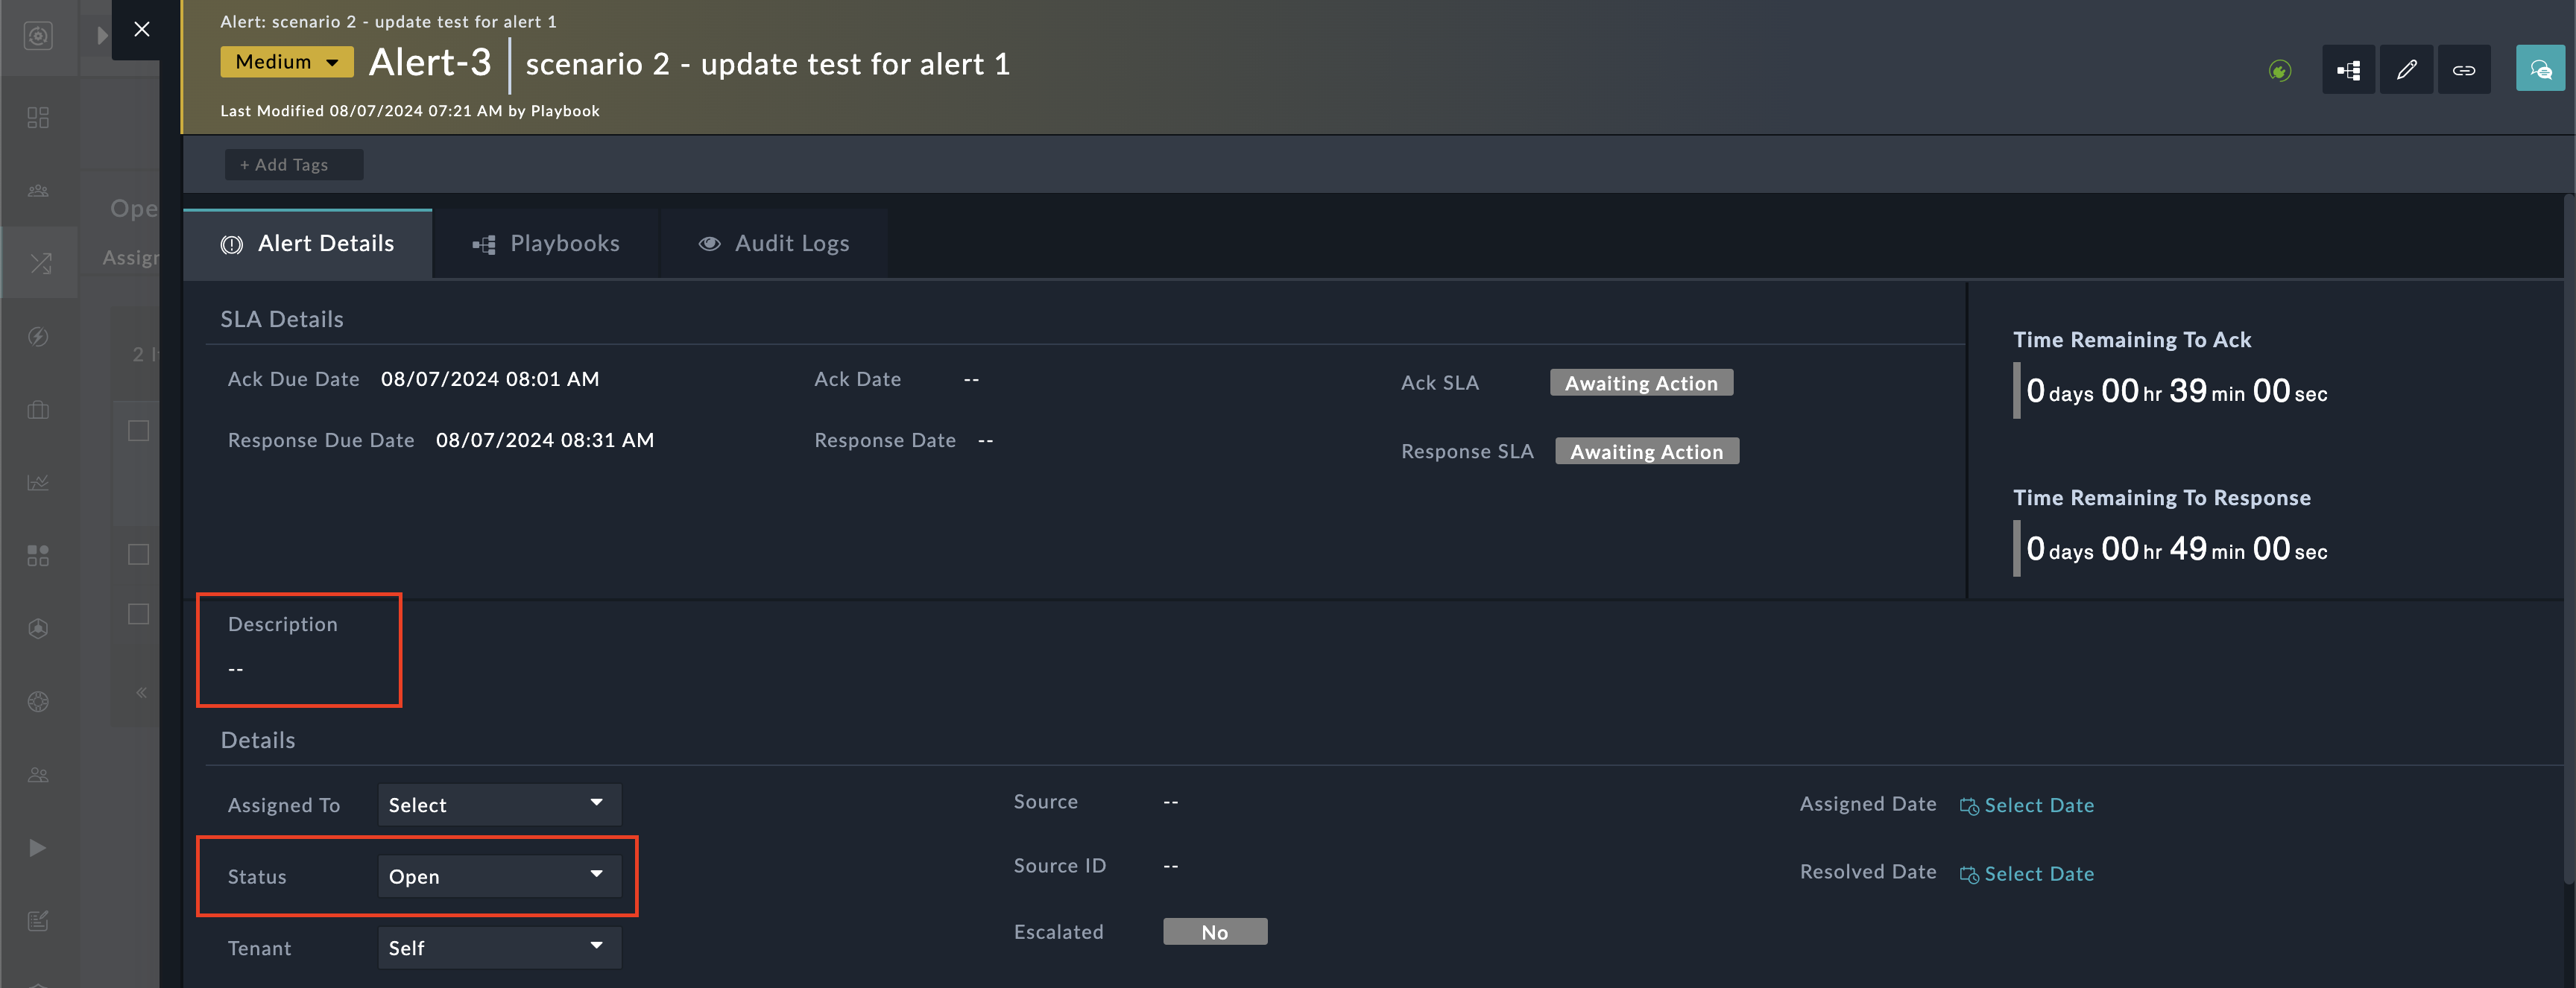 Alert: scenario 2 - update test for alert 1
Medium Alert-3 scenario 2 - update test for alert 1
Last Modified 08/07/2024 07:21 AM by Playbook
+ Add Tags
Ope
Assig
Alert Details Playbooks Audit Logs
SLA Details
Time Remaining To Ack
2
Ack Due Date 08/07/2024 08:01 AM Ack Date -- Ack SLA Awaiting Action
0 days 00 hr 39 min 00 sec
Response Due Date 08/07/2024 08:31 AM Response Date -- Response SLA Awaiting Action
Time Remaining To Response
0 days 00 hr 49 min 00 sec
Description
--
Details
Assigned To Select Source -- Assigned Date Select Date
Status Open Source ID -- Resolved Date Select Date
Tenant Self Escalated No